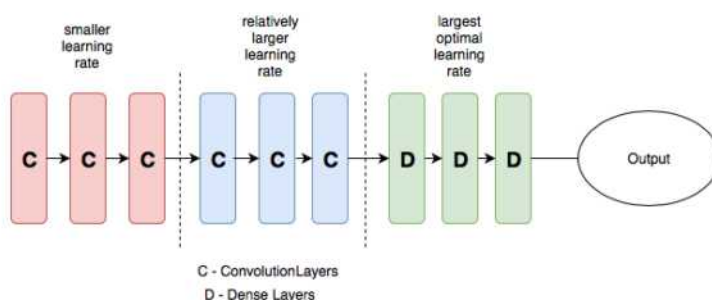 smaller
learning
rate
relatively
larger
learning
rate
largest
optimal
learning
rate
C
C
C
C
C
C
D
D
D
Output
C - ConvolutionLayers
D - Dense Layers